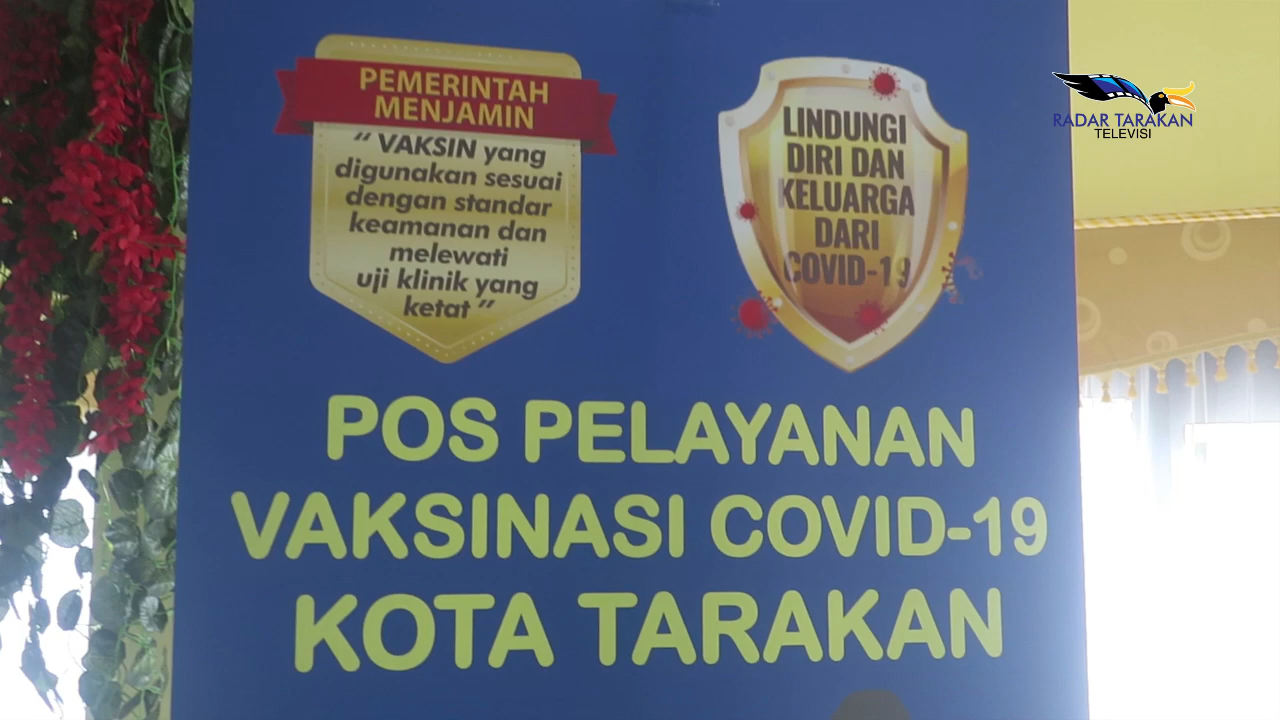 PEMERINTAH
MENJAMIN
“ VAKSIN yang
digunakan sesuai
dengan standar
keamanan dan
melewati
uji klinik yang
ketat ”
LINDUNGI
DIRI DAN
KELUARGA
DARI
COVID-19
RADAR TARAKAN
TELEVISI
POS PELAYANAN
VAKSINASI COVID-19
KOTA TARAKAN